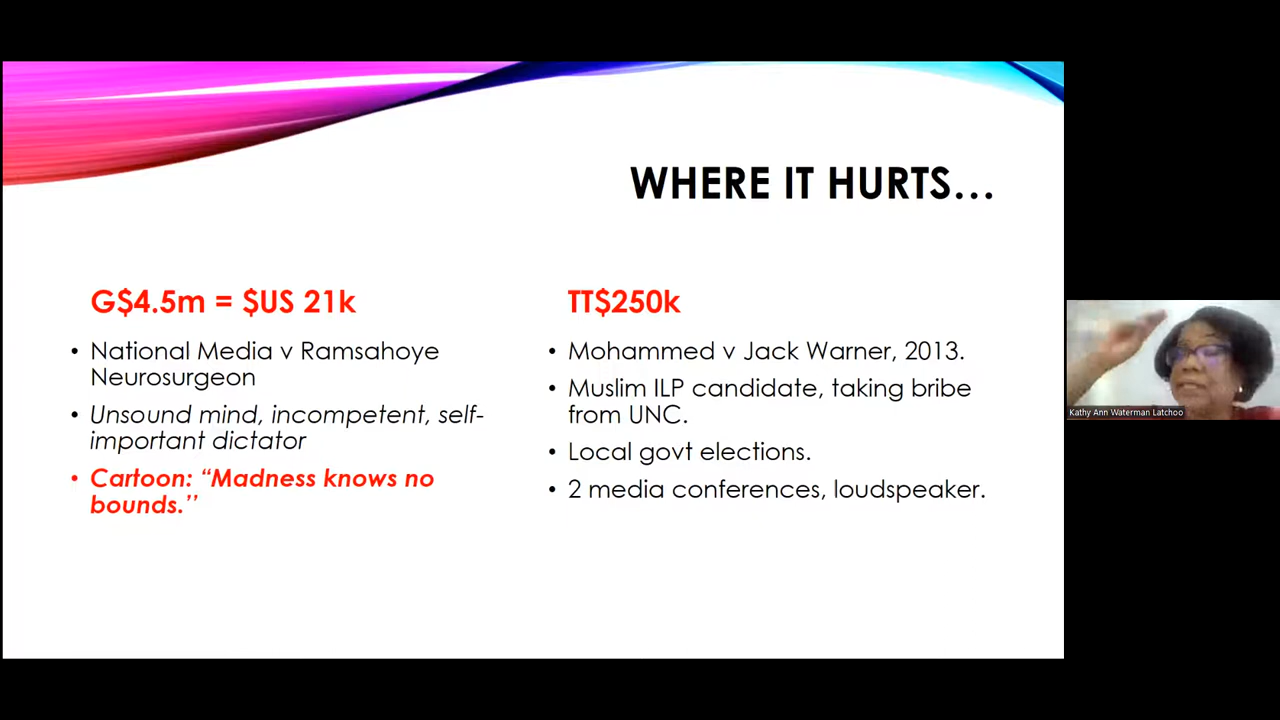 WHERE IT HURTS…
G$4.5m = $US 21k
• National Media v Ramsahoye
Neurosurgeon
• Unsound mind, incompetent, self-
important dictator
• Cartoon: “Madness knows no
bounds.’’
TT$250k
• Mohammed v Jack Warner, 2013.
• Muslim ILP candidate, taking bribe
from UNC.
• Local govt elections.
• 2 media conferences, loudspeaker.
Kathy Ann Waterman Latchoo